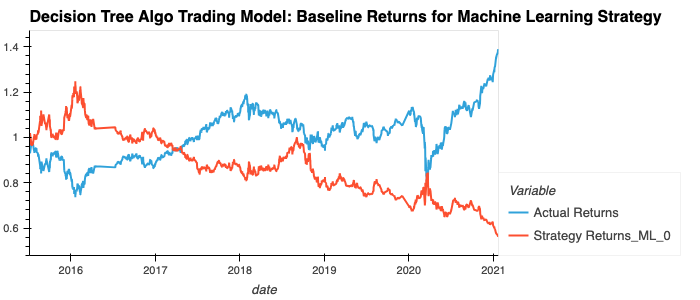 Decision Tree Algo Trading Model: Baseline Returns for Machine Learning Strategy
1.4
1.2
1
0.8
0.6
2016
2017
2018
2019
2020
2021
date
Variable
Actual Returns
Strategy Returns_ML_0